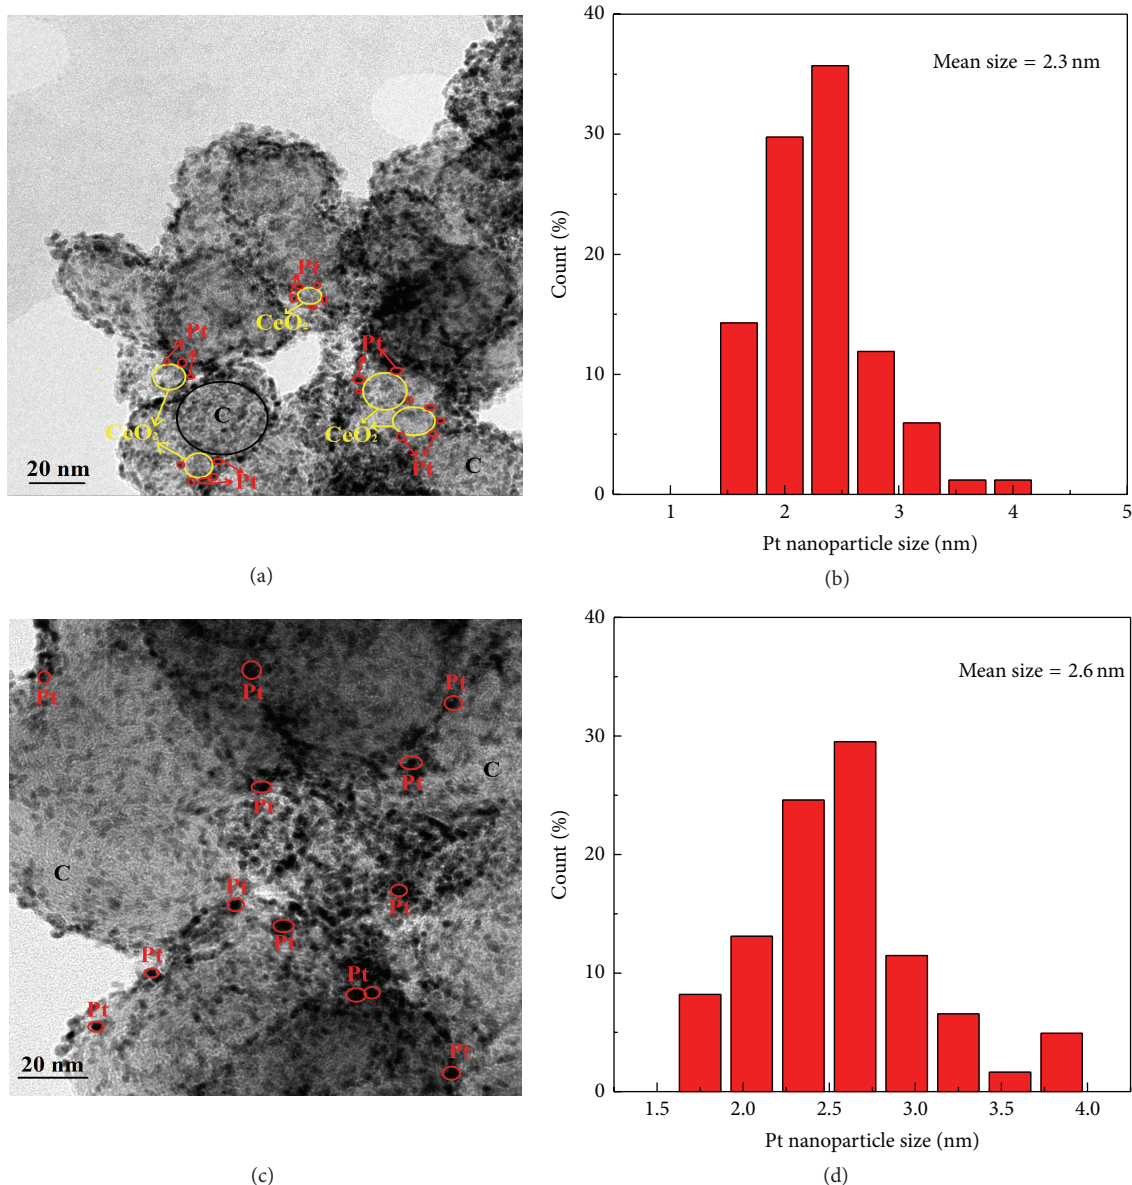 Pt
CeO₂
Pt
Pt
C
CeO₂
CeO₂
Pt
C
Pt
20 nm
(a)
40
30
20
10
0
Count (%)
Mean size = 2.3 nm
1
2
3
4
5
Pt nanoparticle size (nm)
(b)
Pt
Pt
Pt
C
Pt
Pt
C
Pt
Pt
Pt
Pt
Pt
Pt
Pt
20 nm
(c)
40
30
20
10
0
Count (%)
Mean size = 2.6 nm
1.5
2.0
2.5
3.0
3.5
4.0
Pt nanoparticle size (nm)
(d)